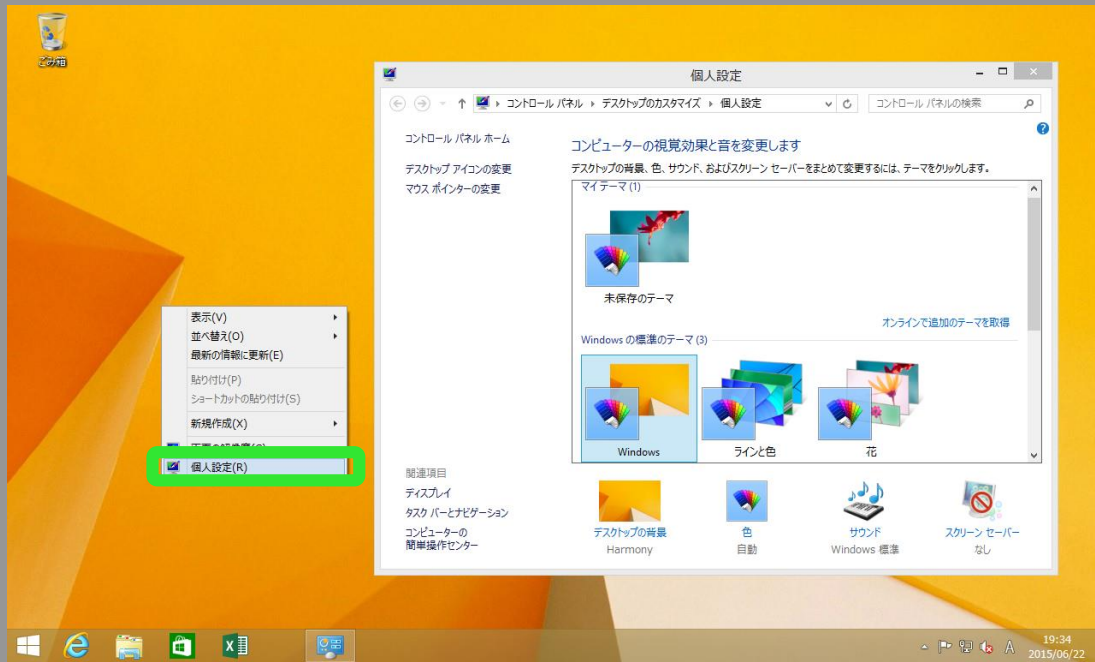 ごみ箱
個人設定
コントロール パネル ▸ デスクトップのカスタマイズ ▸ 個人設定
コントロール パネルの検索
コントロール パネル ホーム
デスクトップ アイコンの変更
マウス ポインターの変更
コンピューターの視覚効果と音を変更します
デスクトップの背景、色、サウンド、およびスクリーン セーバーをまとめて変更するには、テーマをクリックします。
マイ テーマ (1)
未保存のテーマ
オンラインで追加のテーマを取得
Windows の標準のテーマ (3)
Windows
ラインと色
花
関連項目
ディスプレイ
タスク バーとナビゲーション
コンピューターの
簡単操作センター
デスクトップの背景
Harmony
色
自動
サウンド
Windows 標準
スクリーン セーバー
なし
表示(V)
並べ替え(O)
最新の情報に更新(E)
貼り付け(P)
ショートカットの貼り付け(S)
新規作成(X)
個人設定(R)
A
19:34
2015/06/22